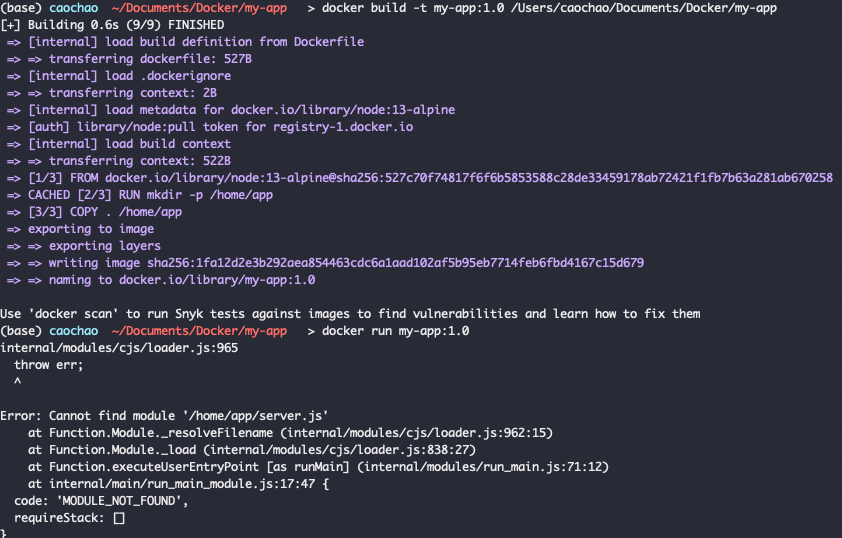 (base) caochao ~/Documents/Docker/my-app > docker build -t my-app:1.0 /Users/caochao/Documents/Docker/my-app
[+] Building 0.6s (9/9) FINISHED
=> [internal] load build definition from Dockerfile
=> => transferring dockerfile: 527B
=> [internal] load .dockerignore
=> => transferring context: 2B
=> [internal] load metadata for docker.io/library/node:13-alpine
=> [auth] library/node:pull token for registry-1.docker.io
=> [internal] load build context
=> => transferring context: 522B
=> [1/3] FROM docker.io/library/node:13-alpine@sha256:527c70f74817f6f6b5853588c28de33459178ab72421f1fb7b63a281ab670258
=> CACHED [2/3] RUN mkdir -p /home/app
=> [3/3] COPY . /home/app
=> exporting to image
=> => exporting layers
=> => writing image sha256:1fa12d2e3b292aea854463cdc6a1aad102af5b95eb7714feb6fbd4167c15d679
=> => naming to docker.io/library/my-app:1.0
Use 'docker scan' to run Snyk tests against images to find vulnerabilities and learn how to fix them
(base) caochao ~/Documents/Docker/my-app > docker run my-app:1.0
internal/modules/cjs/loader.js:965
throw err;
^
Error: Cannot find module '/home/app/server.js'
at Function.Module._resolveFilename (internal/modules/cjs/loader.js:962:15)
at Function.Module._load (internal/modules/cjs/loader.js:838:27)
at Function.executeUserEntryPoint [as runMain] (internal/modules/run_main.js:71:12)
at internal/main/run_main_module.js:17:47 {
code: 'MODULE_NOT_FOUND',
requireStack: []
}